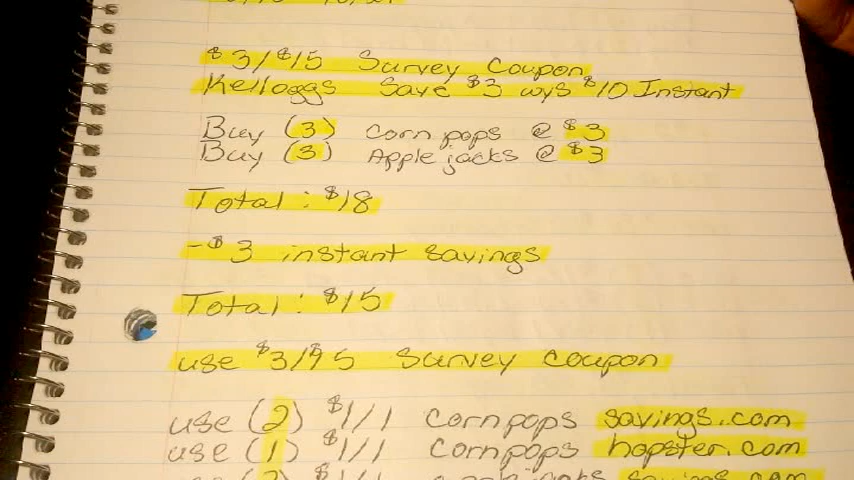 $3/$15 Survey Coupon
Kelloggs Save $3 wys $10 Instant
Buy (3) Corn pops @ $3
Buy (3) Apple jacks @ $3
Total: $18
-$3 instant savings
Total: $15
use $3/$15 Survey coupon
use (2) $1/1 cornpops savings.com
use (1) $1/1 cornpops hopster.com